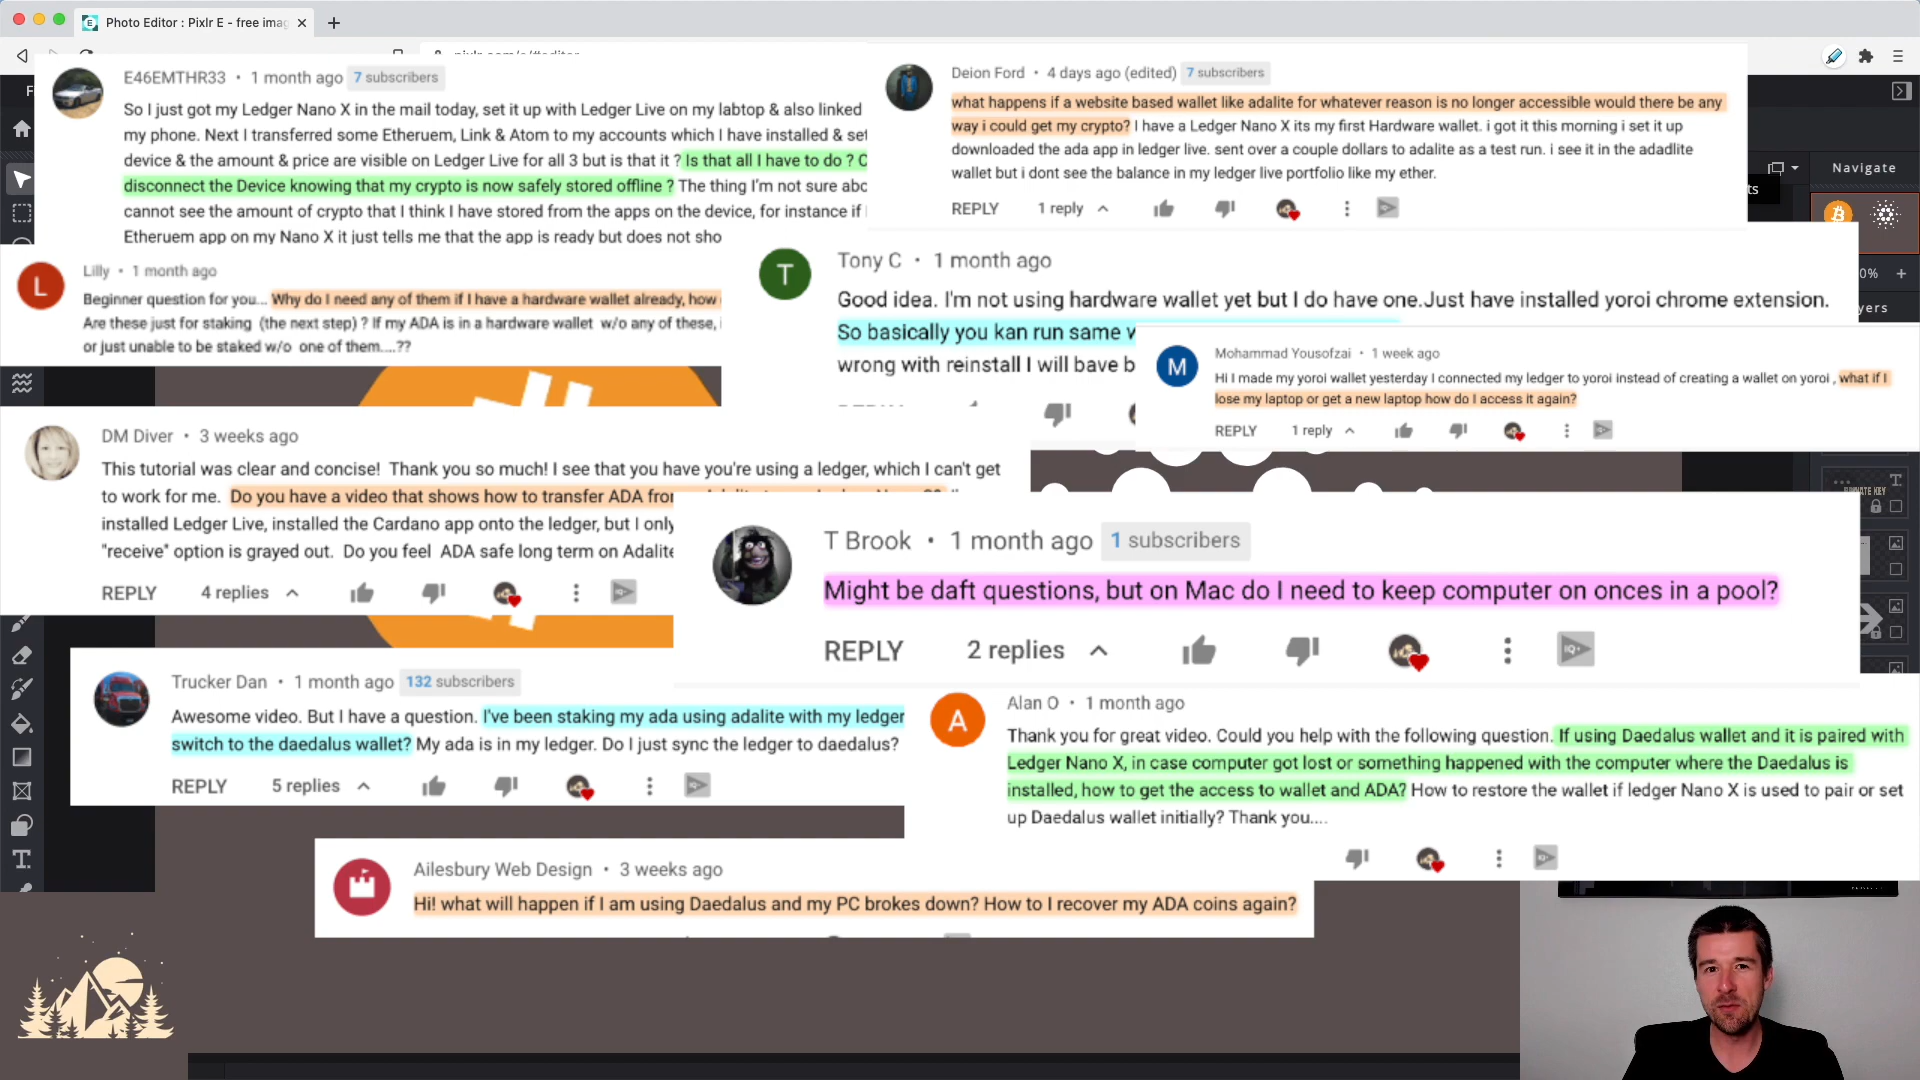 Photo Editor : Pixlr E - free imag
E46EMTHR33 • 1 month ago 7 subscribers
So I just got my Ledger Nano X in the mail today, set it up with Ledger Live on my labtop & also linked
my phone. Next I transferred some Etheruem, Link & Atom to my accounts which I have installed & set
device & the amount & price are visible on Ledger Live for all 3 but is that it ? Is that all I have to do ? C
disconnect the Device knowing that my crypto is now safely stored offline ? The thing I'm not sure abo
cannot see the amount of crypto that I think I have stored from the apps on the device, for instance if
Etheruem app on my Nano X it just tells me that the app is ready but does not sho
Deion Ford • 4 days ago (edited) 7 subscribers
what happens if a website based wallet like adalite for whatever reason is no longer accessible would there be any
way i could get my crypto? I have a Ledger Nano X its my first Hardware wallet. i got it this morning i set it up
downloaded the ada app in ledger live. sent over a couple dollars to adalite as a test run. i see it in the adadlite
wallet but i dont see the balance in my ledger live portfolio like my ether.
REPLY 1 reply
Navigate
ts
0%
yers
Lilly • 1 month ago
Beginner question for you... Why do I need any of them if I have a hardware wallet already, how
Are these just for staking (the next step) ? If my ADA is in a hardware wallet w/o any of these, i
or just unable to be staked w/o one of them....??
T
Tony C • 1 month ago
Good idea. I'm not using hardware wallet yet but I do have one.Just have installed yoroi chrome extension.
So basically you kan run same w
wrong with reinstall I will bave b
M
Mohammad Yousofzai • 1 week ago
Hi I made my yoroi wallet yesterday I connected my ledger to yoroi instead of creating a wallet on yoroi , what if I
lose my laptop or get a new laptop how do I access it again?
REPLY 1 reply
L
DM Diver • 3 weeks ago
This tutorial was clear and concise! Thank you so much! I see that you have you're using a ledger, which I can't get
to work for me. Do you have a video that shows how to transfer ADA from
installed Ledger Live, installed the Cardano app onto the ledger, but I only
"receive" option is grayed out. Do you feel ADA safe long term on Adalite
REPLY 4 replies
T Brook • 1 month ago 1 subscribers
Might be daft questions, but on Mac do I need to keep computer on onces in a pool?
REPLY 2 replies
Trucker Dan • 1 month ago 132 subscribers
Awesome video. But I have a question. I've been staking my ada using adalite with my ledger
switch to the daedalus wallet? My ada is in my ledger. Do I just sync the ledger to daedalus?
REPLY 5 replies
A
Alan O • 1 month ago
Thank you for great video. Could you help with the following question. If using Daedalus wallet and it is paired with
Ledger Nano X, in case computer got lost or something happened with the computer where the Daedalus is
installed, how to get the access to wallet and ADA? How to restore the wallet if ledger Nano X is used to pair or set
up Daedalus wallet initially? Thank you....
Ailesbury Web Design • 3 weeks ago
Hi! what will happen if I am using Daedalus and my PC brokes down? How to I recover my ADA coins again?